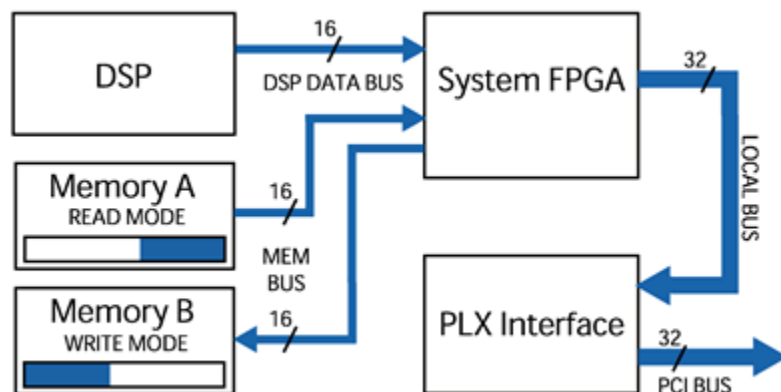 DSP
16
DSP DATA BUS
System FPGA
32
LOCAL BUS
Memory A
READ MODE
16
MEM
BUS
Memory B
WRITE MODE
16
PLX Interface
32
PCI BUS